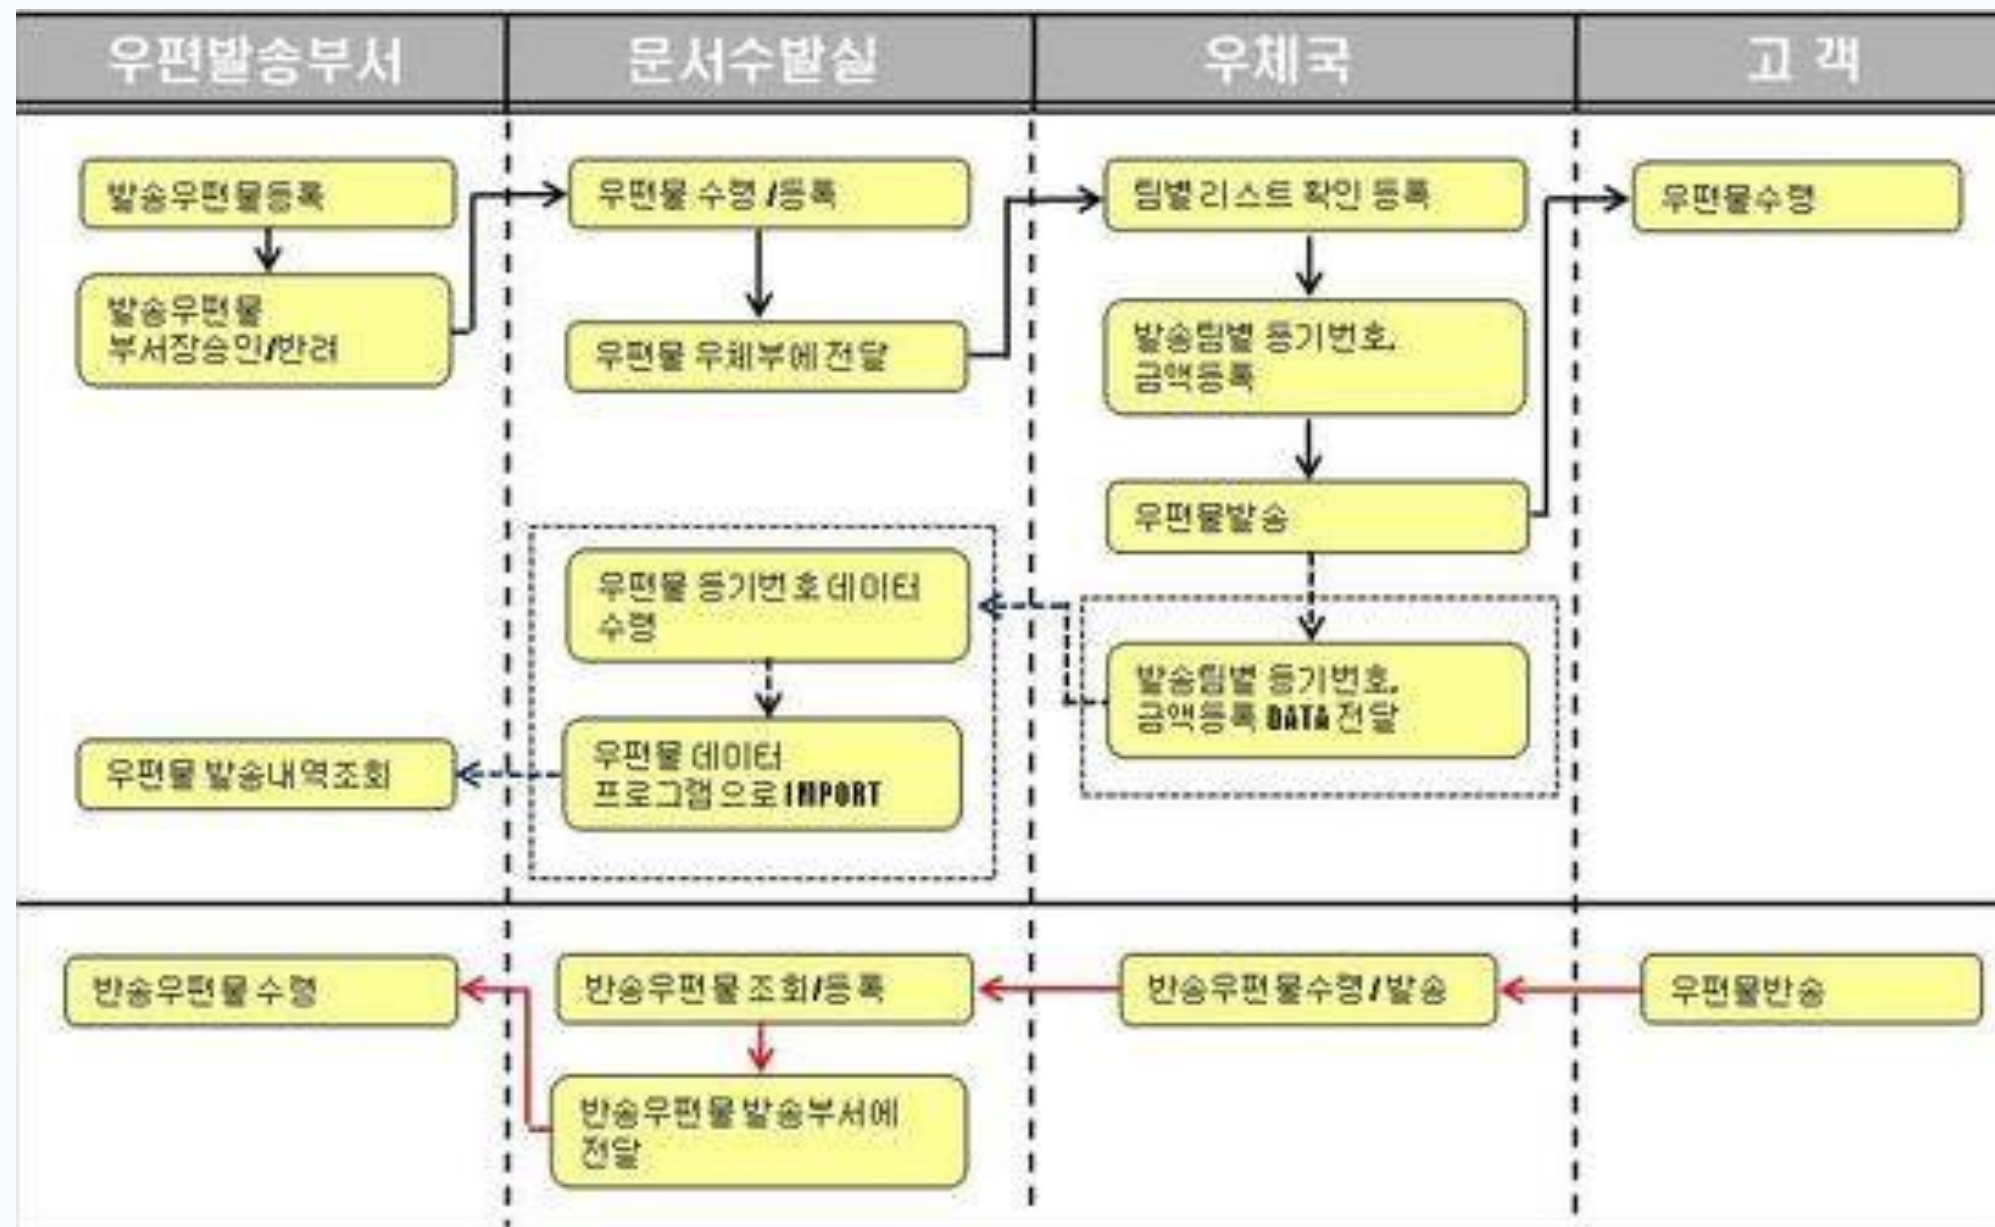 우편발송부서
문서수발실
우체국
고 객
발송우편물등록
발송우편물
부서장승인/반려
우편물 수령 /등록
우편물 우체부에 전달
팀별 리스트 확인 등록
발송팀별 등기번호,
금액등록
우편물발송
우편물수령
우편물 등기번호 데이터
수령
우편물 데이터
프로그램으로 IMPORT
발송팀별 등기번호,
금액등록 DATA 전달
우편물 발송내역조회
반송우편물 수령
반송우편물 조회/등록
반송우편물 발송부서에
전달
반송우편물수령/발송
우편물반송